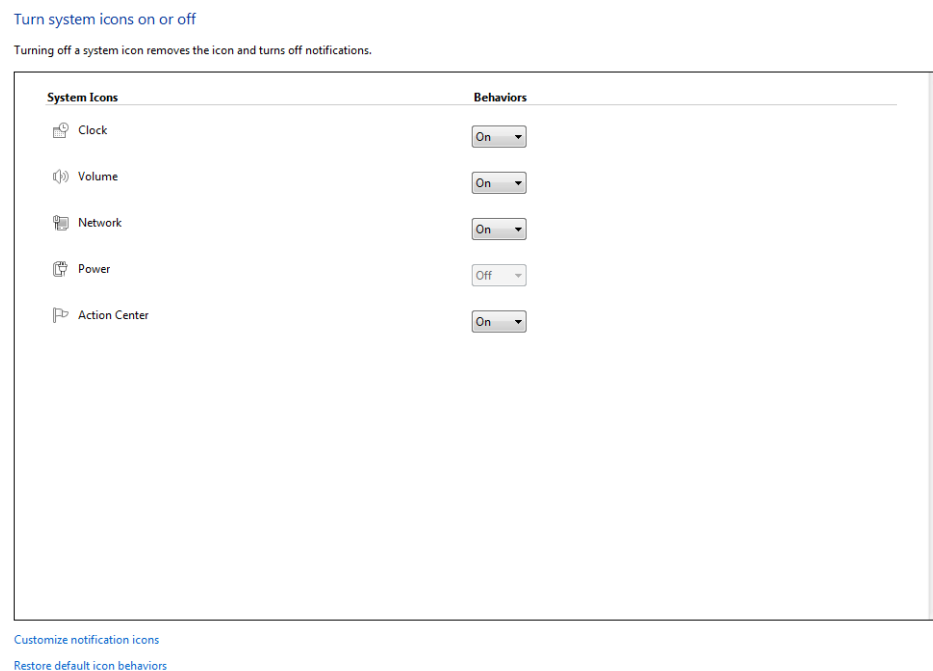 Turn system icons on or off
Turning off a system icon removes the icon and turns off notifications.
System Icons Behaviors
Clock On
Volume On
Network On
Power Off
Action Center On
Customize notification icons
Restore default icon behaviors